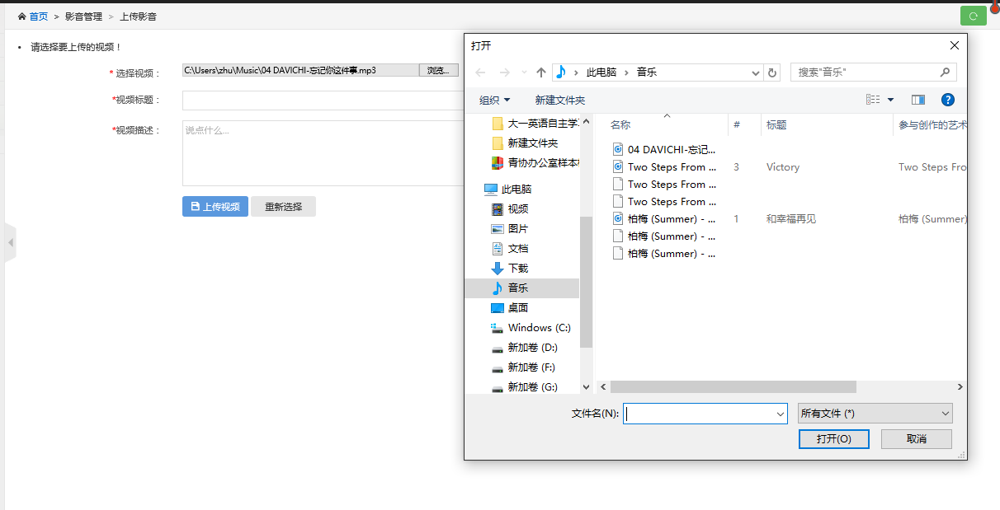 首页 > 影音管理 > 上传影音
请选择要上传的视频！
* 选择视频：
C:\Users\zhu\Music\04 DAVICHI-忘记你这件事.mp3
浏览...
*视频标题：
*视频描述：
说点什么...
上传视频
重新选择
打开
此电脑 › 音乐
搜索"音乐"
组织
新建文件夹
大一英语自主学习
新建文件夹
青协办公室样本
此电脑
视频
图片
文档
下载
音乐
桌面
Windows (C:)
新加卷 (D:)
新加卷 (F:)
新加卷 (G:)
名称 # 标题 参与创作的艺术
04 DAVICHI-忘记...
Two Steps From ... 3 Victory Two Steps Fro
Two Steps From ...
Two Steps From ...
柏梅 (Summer) - ... 1 和幸福再见 柏梅 (Summer)
柏梅 (Summer) - ...
柏梅 (Summer) - ...
文件名(N):
所有文件 (*)
打开(O)
取消